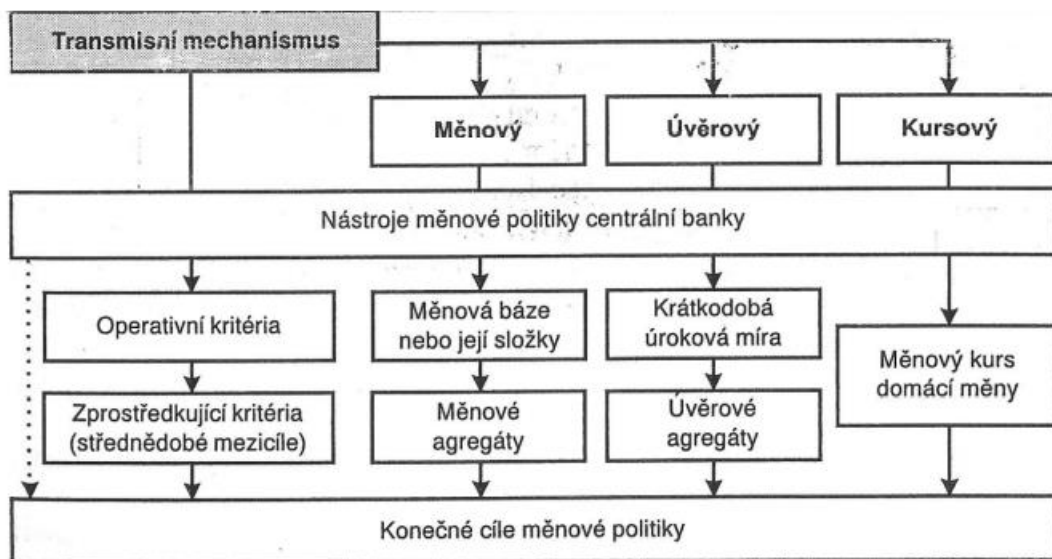 Transmisní mechanismus
Měnový
Úvěrový
Kursový
Nástroje měnové politiky centrální banky
Operativní kritéria
Měnová báze
nebo její složky
Krátkodobá
úroková míra
Měnový kurs
domácí měny
Zprostředkující kritéria
(střednědobé mezicíle)
Měnové
agregáty
Úvěrové
agregáty
Konečné cíle měnové politiky